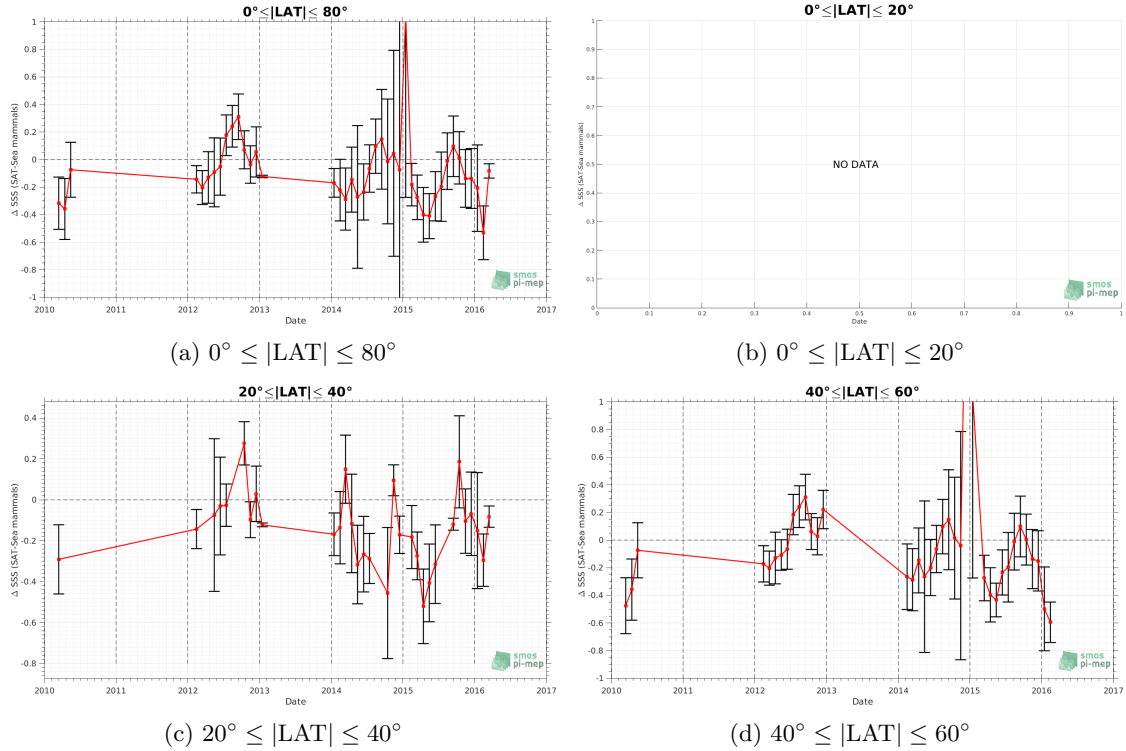 0°≤|LAT|≤ 80°
Δ SSS (SAT-Sea mammals)
1
0.8
0.6
0.4
0.2
0
-0.2
-0.4
-0.6
-0.8
-1
2010 2011 2012 2013 2014 2015 2016 2017
Date
smos
pi-mep
(a) 0° ≤ |LAT| ≤ 80°
0°≤|LAT|≤ 20°
Δ SSS (SAT-Sea mammals)
1
0.9
0.8
0.7
0.6
0.5
0.4
0.3
0.2
0.1
0
NO DATA
0 0.1 0.2 0.3 0.4 0.5 0.6 0.7 0.8 0.9 1
Date
smos
pi-mep
(b) 0° ≤ |LAT| ≤ 20°
20°≤|LAT|≤ 40°
Δ SSS (SAT-Sea mammals)
0.4
0.2
0
-0.2
-0.4
-0.6
-0.8
2010 2011 2012 2013 2014 2015 2016 2017
Date
smos
pi-mep
(c) 20° ≤ |LAT| ≤ 40°
40°≤|LAT|≤ 60°
Δ SSS (SAT-Sea mammals)
1
0.8
0.6
0.4
0.2
0
-0.2
-0.4
-0.6
-0.8
-1
2010 2011 2012 2013 2014 2015 2016 2017
Date
smos
pi-mep
(d) 40° ≤ |LAT| ≤ 60°